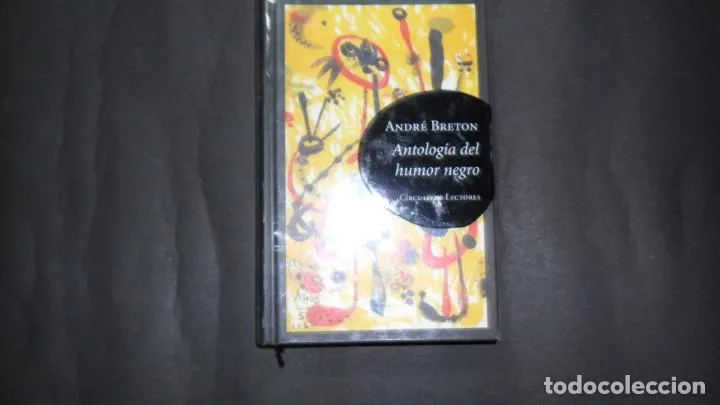 ANDRÉ BRETON
Antología del
humor negro
CÍRCULO DE LECTORES
todocoleccion